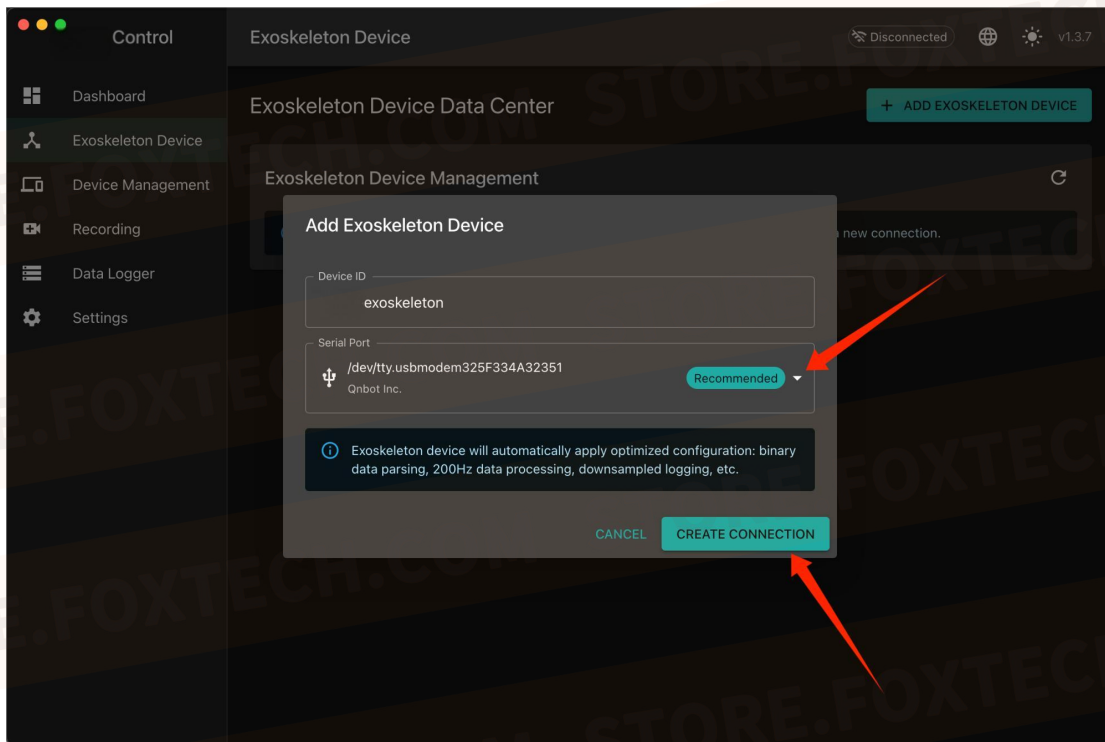 Control
Exoskeleton Device
Disconnected
v1.3.7
Dashboard
Exoskeleton Device
Device Management
Recording
Data Logger
Settings
Exoskeleton Device Data Center
+ ADD EXOSKELETON DEVICE
Exoskeleton Device Management
new connection.
Add Exoskeleton Device
Device ID
exoskeleton
Serial Port
/dev/tty.usbmodem325F334A32351
Qnbot Inc.
Recommended
Exoskeleton device will automatically apply optimized configuration: binary
data parsing, 200Hz data processing, downsampled logging, etc.
CANCEL
CREATE CONNECTION
STORE.FOXTECH.COM